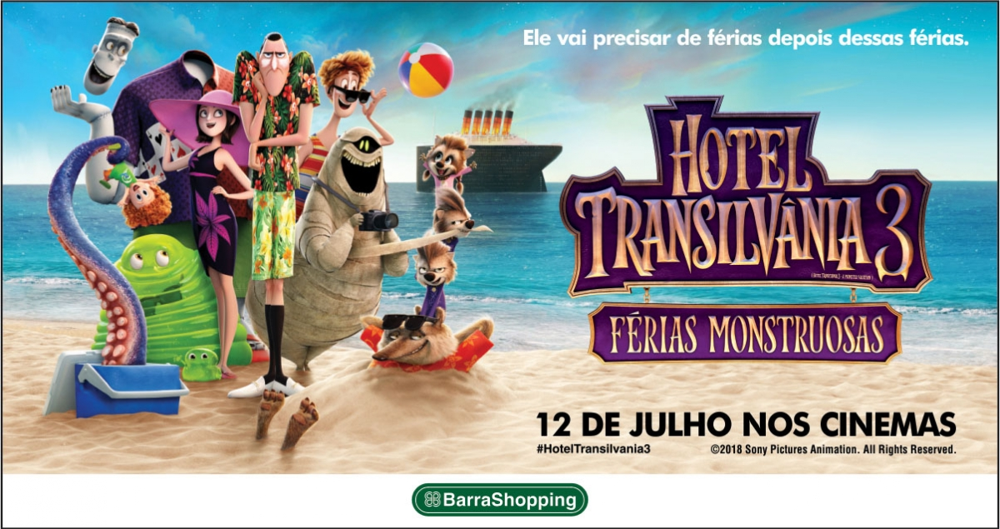 Ele vai precisar de férias depois dessas férias.
HOTEL
TRANSILVÂNIA 3
(HOTEL TRANSYLVANIA 3: A MONSTER VACATION)
FÉRIAS MONSTRUOSAS
12 DE JULHO NOS CINEMAS
#HotelTransilvania3
©2018 Sony Pictures Animation. All Rights Reserved.
BarraShopping